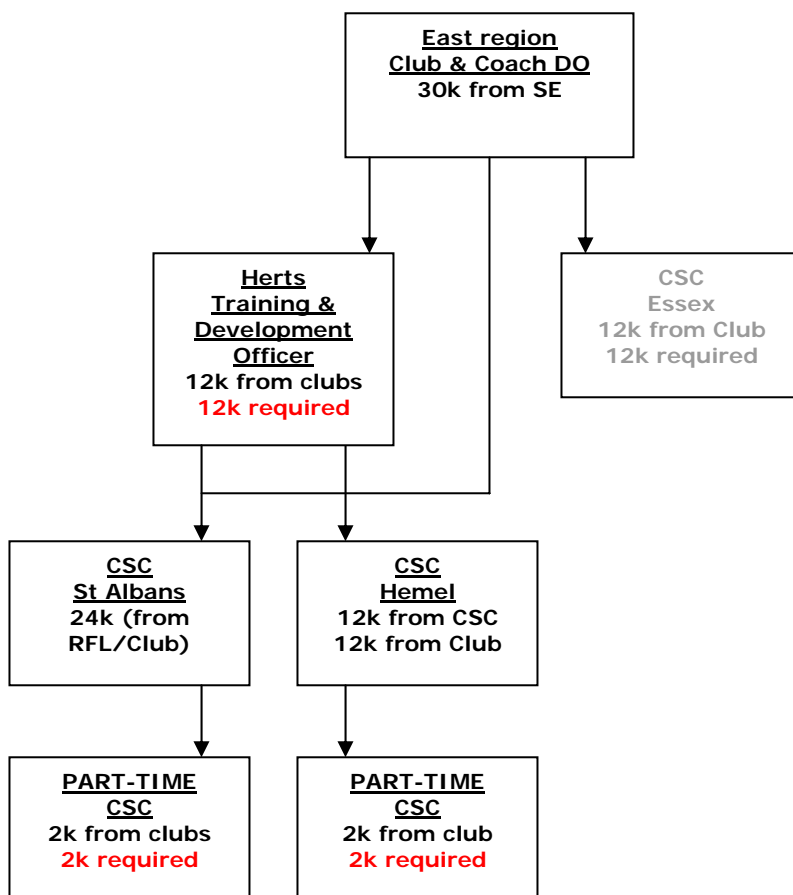 East region
Club & Coach DO
30k from SE
Herts
Training &
Development
Officer
12k from clubs
12k required
CSC
Essex
12k from Club
12k required
CSC
St Albans
24k (from
RFL/Club)
CSC
Hemel
12k from CSC
12k from Club
PART-TIME
CSC
2k from clubs
2k required
PART-TIME
CSC
2k from club
2k required